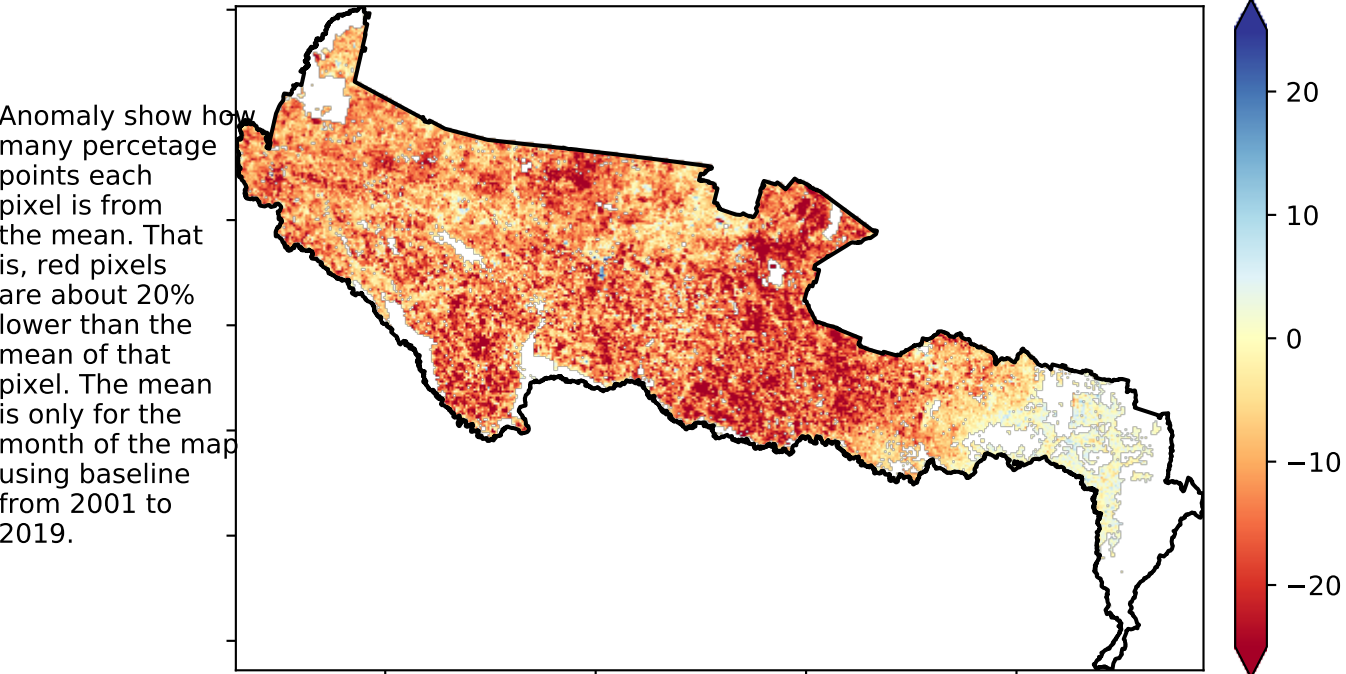 Anomaly show how
many percetage
points each
pixel is from
the mean. That
is, red pixels
are about 20%
lower than the
mean of that
pixel. The mean
is only for the
month of the map
using baseline
from 2001 to
2019.
20
10
0
−10
−20